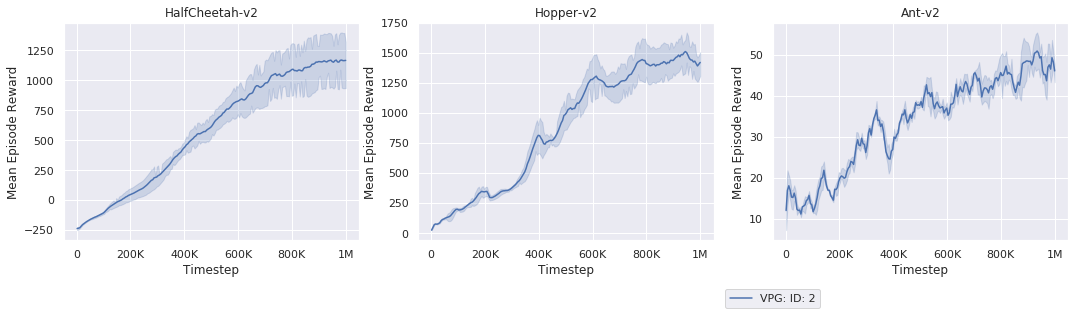 HalfCheetah-v2
Mean Episode Reward
1250
1000
750
500
250
0
−250
0 200K 400K 600K 800K 1M
Timestep
Hopper-v2
Mean Episode Reward
1750
1500
1250
1000
750
500
250
0
0 200K 400K 600K 800K 1M
Timestep
Ant-v2
Mean Episode Reward
50
40
30
20
10
0 200K 400K 600K 800K 1M
Timestep
VPG: ID: 2